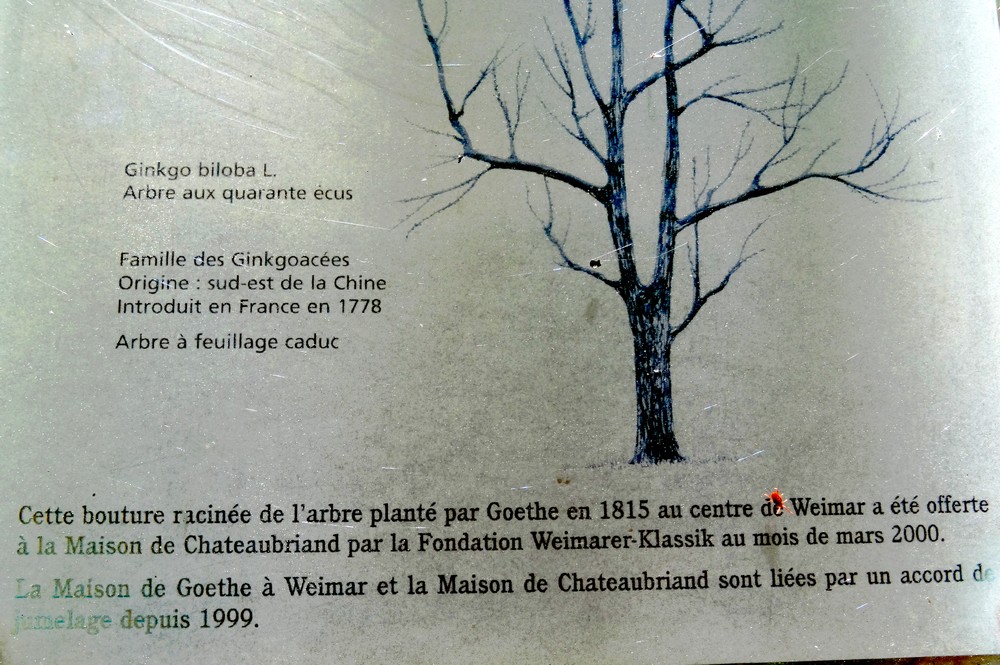 Ginkgo biloba L.
Arbre aux quarante écus
Famille des Ginkgoacées
Origine : sud-est de la Chine
Introduit en France en 1778
Arbre à feuillage caduc
Cette bouture racinée de l'arbre planté par Goethe en 1815 au centre de Weimar a été offerte
à la Maison de Chateaubriand par la Fondation Weimarer-Klassik au mois de mars 2000.
La Maison de Goethe à Weimar et la Maison de Chateaubriand sont liées par un accord de
jumelage depuis 1999.